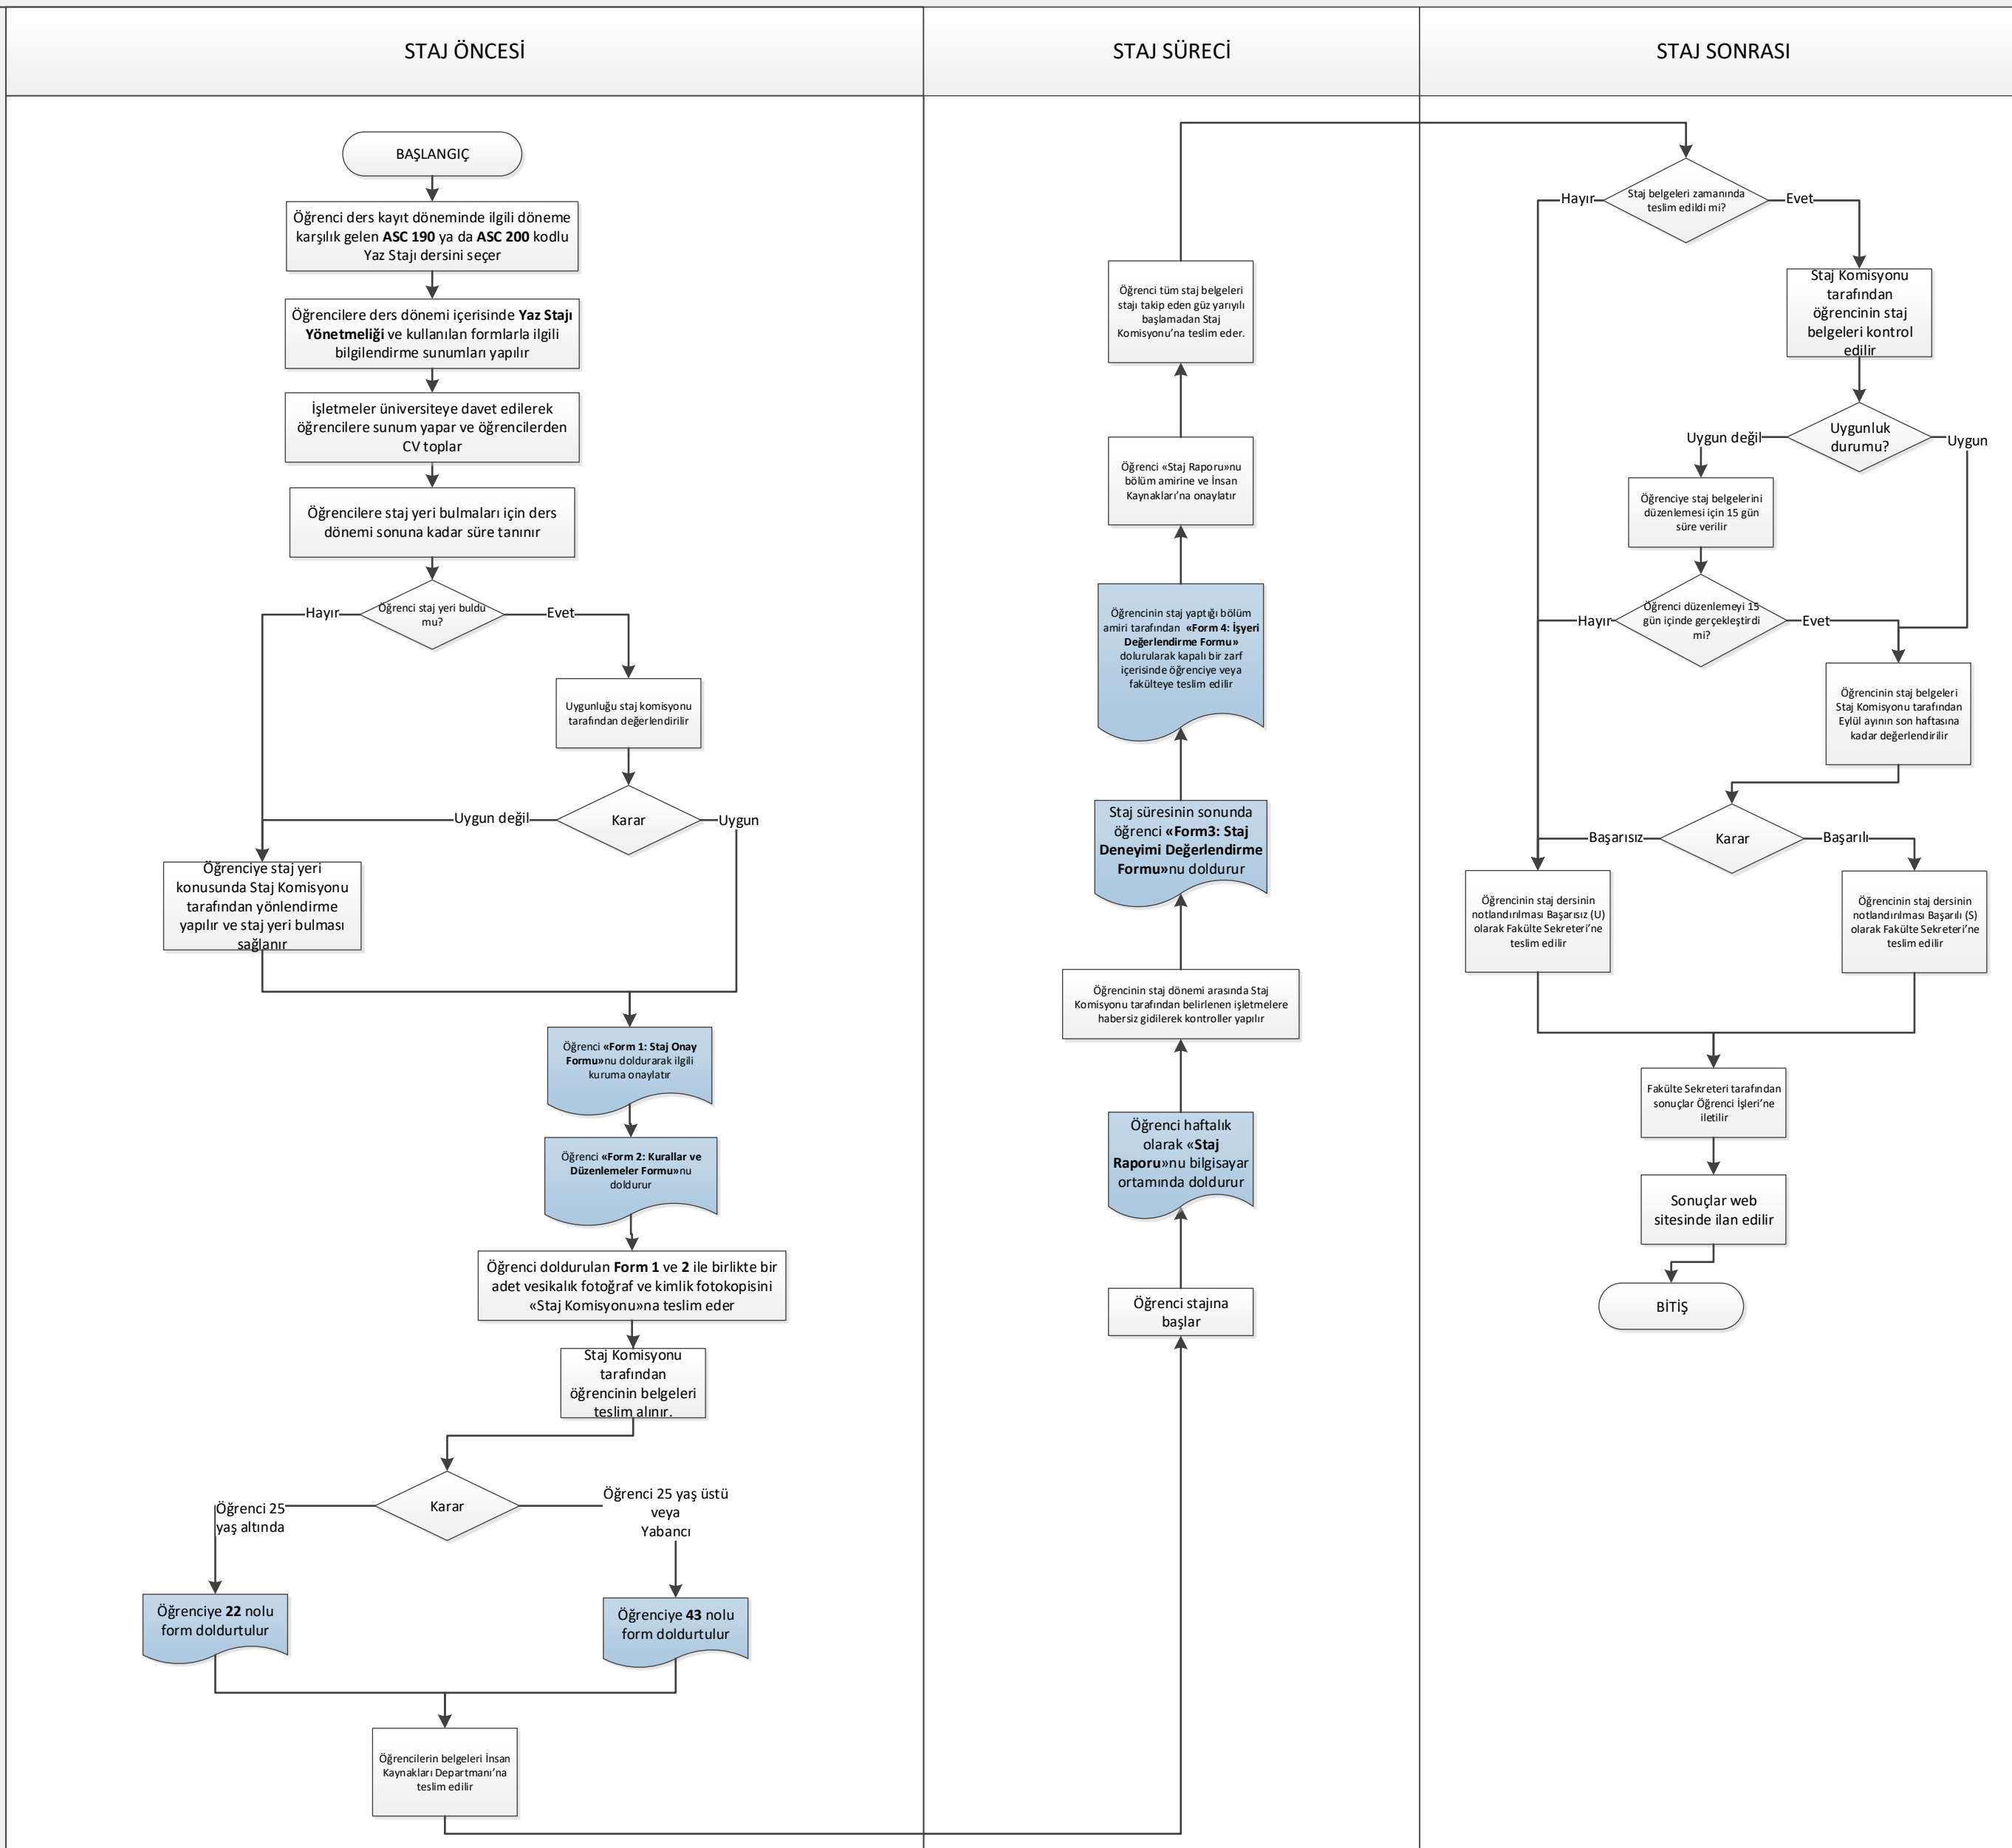 STAJ ÖNCESİ
STAJ SÜRECİ
STAJ SONRASI
BAŞLANGIÇ
Öğrenci ders kayıt döneminde ilgili döneme
karşılık gelen ASC 190 ya da ASC 200 kodlu
Yaz Stajı dersini seçer
Öğrencilere ders dönemi içerisinde Yaz Stajı
Yönetmeliği ve kullanılan formlarla ilgili
bilgilendirme sunumları yapılır
İşletmeler üniversiteye davet edilerek
öğrencilere sunum yapar ve öğrencilerden
CV toplar
Öğrencilere staj yeri bulmaları için ders
dönemi sonuna kadar süre tanınır
Öğrenci staj yeri buldu
mu?
Hayır
Evet
Uygunluğu staj komisyonu
tarafından değerlendirilir
Karar
Uygun değil
Uygun
Öğrenciye staj yeri
konusunda Staj Komisyonu
tarafından yönlendirme
yapılır ve staj yeri bulması
sağlanır
Öğrenci «Form 1: Staj Onay
Formu»nu doldurarak ilgili
kuruma onaylatır
Öğrenci «Form 2: Kurallar ve
Düzenlemeler Formu»nu
doldurur
Öğrenci doldurulan Form 1 ve 2 ile birlikte bir
adet vesikalık fotoğraf ve kimlik fotokopisini
«Staj Komisyonu»na teslim eder
Staj Komisyonu
tarafından
öğrencinin belgeleri
teslim alınır.
Karar
Öğrenci 25
yaş altında
Öğrenci 25 yaş üstü
veya
Yabancı
Öğrenciye 22 nolu
form doldurtulur
Öğrenciye 43 nolu
form doldurtulur
Öğrencilerin belgeleri İnsan
Kaynakları Departmanı’na
teslim edilir
Öğrenci stajına
başlar
Öğrenci haftalık
olarak «Staj
Raporu»nu bilgisayar
ortamında doldurur
Öğrencinin staj dönemi arasında Staj
Komisyonu tarafından belirlenen işletmelere
habersiz gidilerek kontroller yapılır
Staj süresinin sonunda
öğrenci «Form3: Staj
Deneyimi Değerlendirme
Formu»nu doldurur
Öğrencinin staj yaptığı bölüm
amiri tarafından «Form 4: İşyeri
Değerlendirme Formu»
dolurularak kapalı bir zarf
içerisinde öğrenciye veya
fakülteye teslim edilir
Öğrenci «Staj Raporu»nu
bölüm amirine ve İnsan
Kaynakları’na onaylatır
Öğrenci tüm staj belgeleri
stajı takip eden güz yarıyılı
başlamadan Staj
Komisyonu’na teslim eder.
Staj belgeleri zamanında
teslim edildi mi?
Hayır
Evet
Staj Komisyonu
tarafından
öğrencinin staj
belgeleri kontrol
edilir
Uygunluk
durumu?
Uygun değil
Uygun
Öğrenciye staj belgelerini
düzenlemesi için 15 gün
süre verilir
Öğrenci düzenlemeyi 15
gün içinde gerçekleştirdi
mi?
Hayır
Evet
Öğrencinin staj belgeleri
Staj Komisyonu tarafından
Eylül ayının son haftasına
kadar değerlendirilir
Karar
Başarısız
Başarılı
Öğrencinin staj dersinin
notlandırılması Başarısız (U)
olarak Fakülte Sekreteri’ne
teslim edilir
Öğrencinin staj dersinin
notlandırılması Başarılı (S)
olarak Fakülte Sekreteri’ne
teslim edilir
Fakülte Sekreteri tarafından
sonuçlar Öğrenci İşleri’ne
iletilir
Sonuçlar web
sitesinde ilan edilir
BİTİŞ